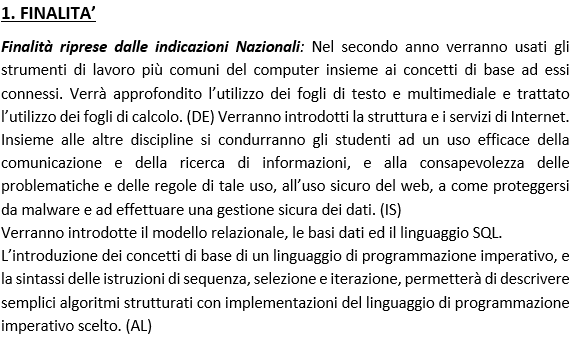 1. FINALITA’
Finalità riprese dalle indicazioni Nazionali: Nel secondo anno verranno usati gli
strumenti di lavoro più comuni del computer insieme ai concetti di base ad essi
connessi. Verrà approfondito l’utilizzo dei fogli di testo e multimediale e trattato
l’utilizzo dei fogli di calcolo. (DE) Verranno introdotti la struttura e i servizi di Internet.
Insieme alle altre discipline si condurranno gli studenti ad un uso efficace della
comunicazione e della ricerca di informazioni, e alla consapevolezza delle
problematiche e delle regole di tale uso, all’uso sicuro del web, a come proteggersi
da malware e ad effettuare una gestione sicura dei dati. (IS)
Verranno introdotte il modello relazionale, le basi dati ed il linguaggio SQL.
L’introduzione dei concetti di base di un linguaggio di programmazione imperativo, e
la sintassi delle istruzioni di sequenza, selezione e iterazione, permetterà di descrivere
semplici algoritmi strutturati con implementazioni del linguaggio di programmazione
imperativo scelto. (AL)